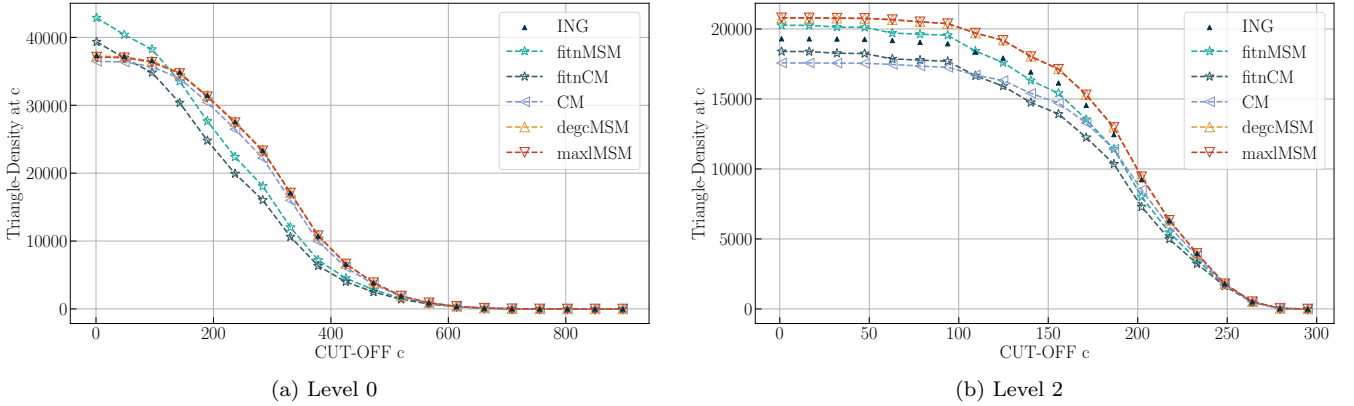 Triangle-Density at c
40000
30000
20000
10000
0
0
200
400
600
800
CUT-OFF c
ING
fitnMSM
fitnCM
CM
degcMSM
maxlMSM
(a) Level 0
Triangle-Density at c
20000
15000
10000
5000
0
0
50
100
150
200
250
300
CUT-OFF c
ING
fitnMSM
fitnCM
CM
degcMSM
maxlMSM
(b) Level 2